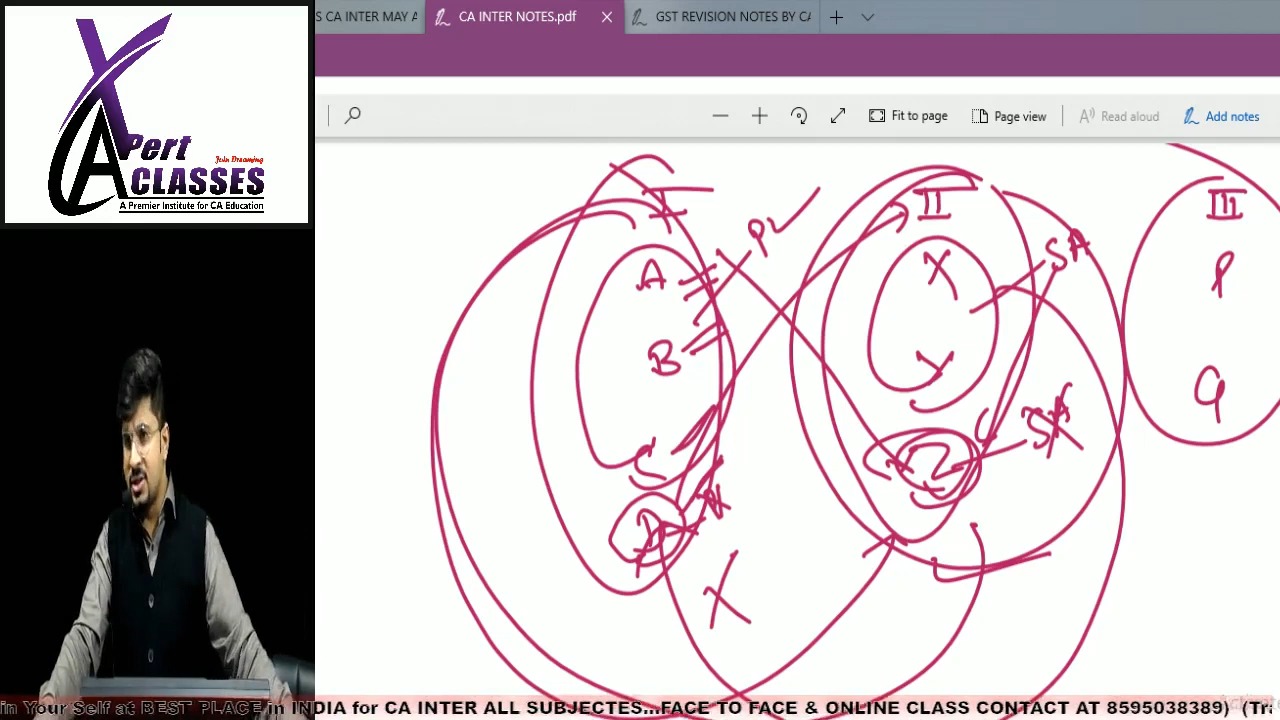 S CA INTER MAY A
CA INTER NOTES.pdf
GST REVISION NOTES BY CA
XPert
Join Dreaming
CA CLASSES
A Premier Institute for CA Education
Fit to page
Page view
Read aloud
Add notes
I
II
III
A
B
C
D
X
Y
Z
P
Q
PL
SA
SA
X
in Your Self at BEST PLACE in INDIA for CA INTER ALL SUBJECTES...FACE TO FACE & ONLINE CLASS CONTACT AT 8595038389)